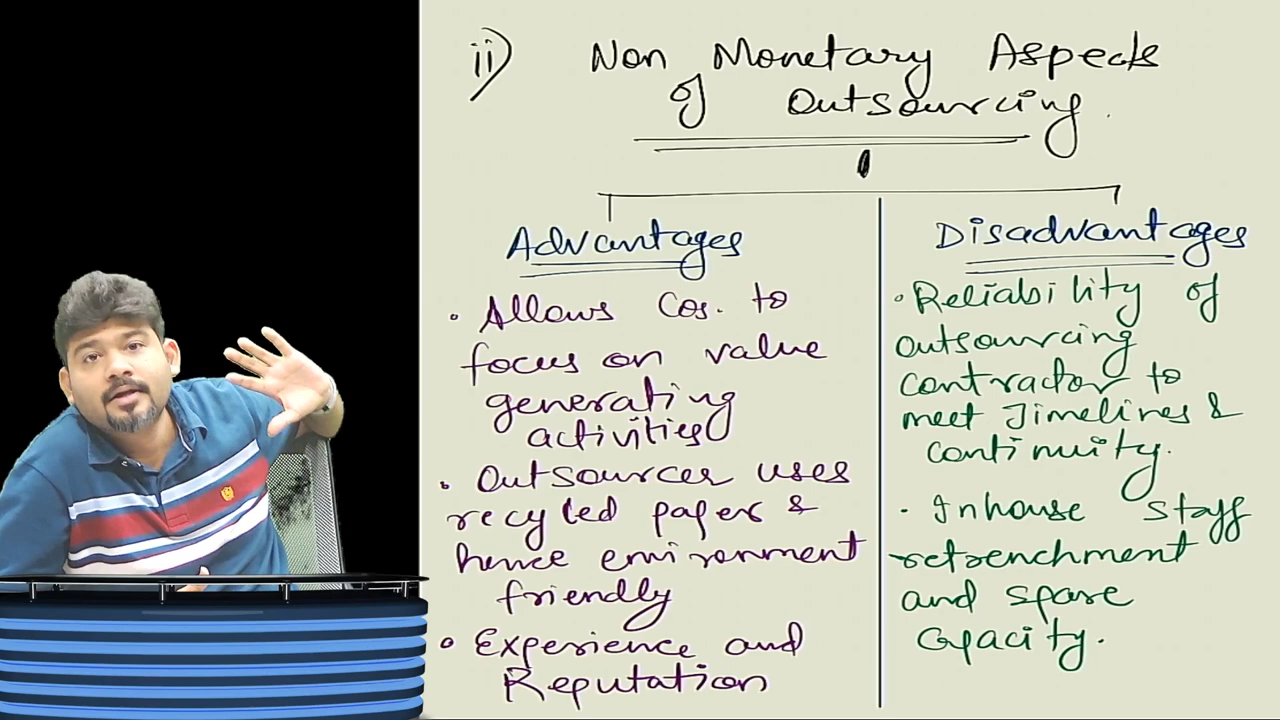 ii) Non Monetary Aspects
of Outsourcing.
Advantages
• Allows Cos. to
focus on value
generating
activities
• Outsourcer uses
recycled paper &
hence environment
friendly
• Experience and
Reputation
Disadvantages
• Reliability of
outsourcing
contractor to
meet Timelines &
continuity.
• Inhouse staff
retrenchment
and spare
capacity.